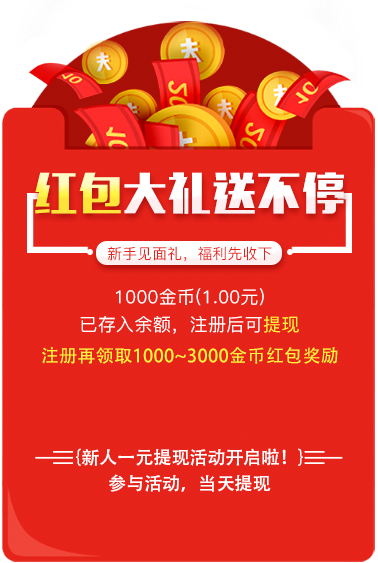 红包大礼送不停
新手见面礼，福利先收下
1000金币(1.00元)
已存入余额，注册后可提现
注册再领取1000~3000金币红包奖励
{新人一元提现活动开启啦！}
参与活动，当天提现